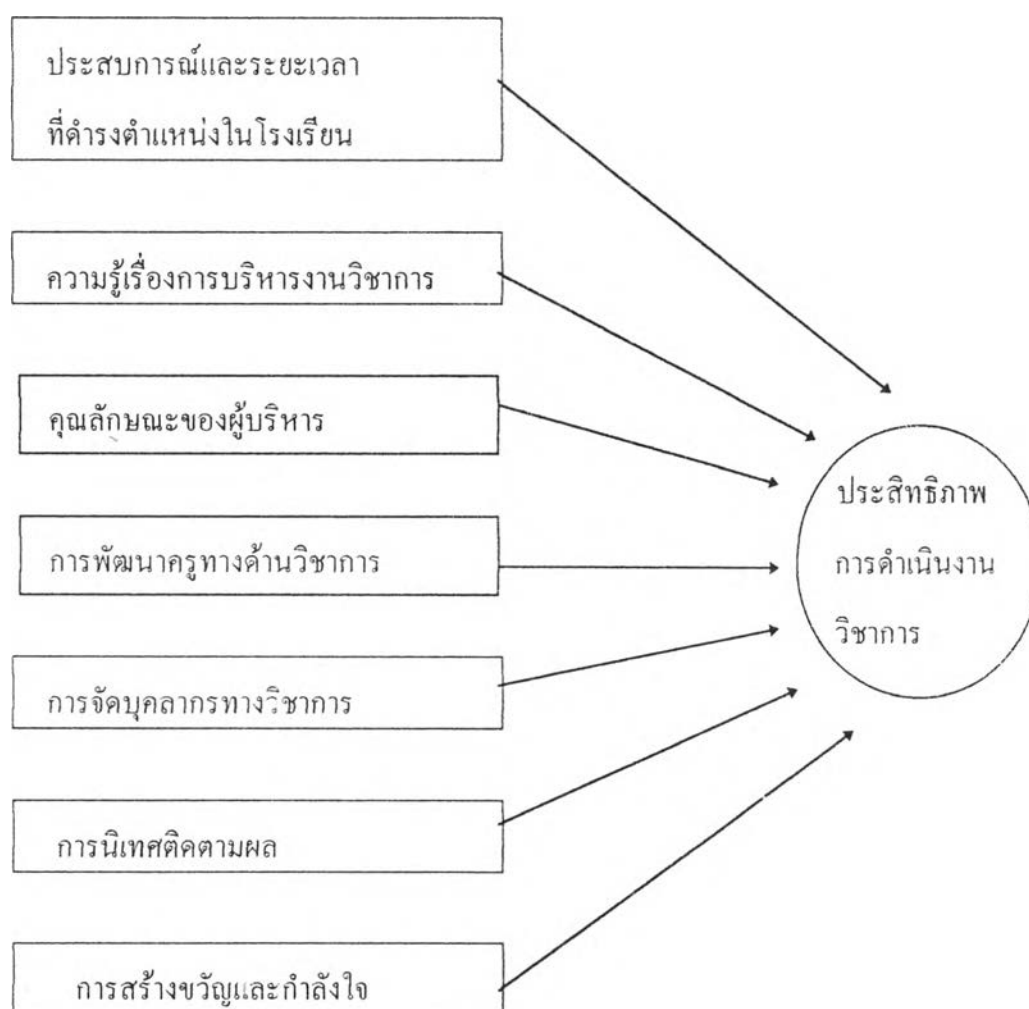 ประสบการณ์และระยะเวลา
ที่ดำรงตำแหน่งในโรงเรียน
ความรู้เรื่องการบริหารงานวิชาการ
คุณลักษณะของผู้บริหาร
การพัฒนาครูทางด้านวิชาการ
การจัดบุคลากรทางวิชาการ
การนิเทศติดตามผล
การสร้างขวัญและกำลังใจ
ประสิทธิภาพ
การดำเนินงาน
วิชาการ